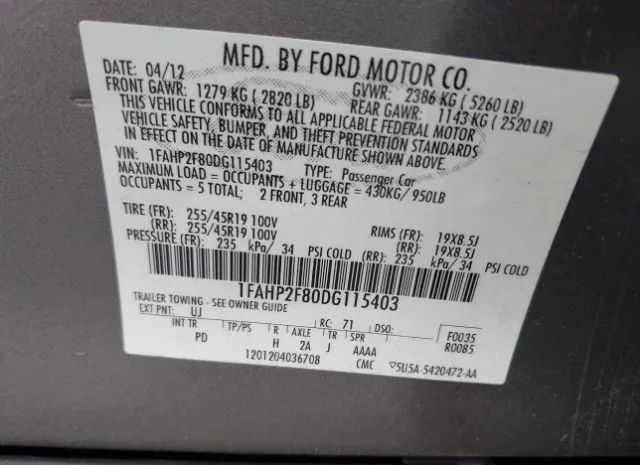 MFD. BY FORD MOTOR CO.
DATE: 04/12 GVWR: 2386 KG ( 5260 LB)
FRONT GAWR: 1279 KG ( 2820 LB) REAR GAWR: 1143 KG ( 2520 LB)
THIS VEHICLE CONFORMS TO ALL APPLICABLE FEDERAL MOTOR
VEHICLE SAFETY, BUMPER, AND THEFT PREVENTION STANDARDS
IN EFFECT ON THE DATE OF MANUFACTURE SHOWN ABOVE.
VIN: 1FAHP2F80DG115403 TYPE: Passenger Car
MAXIMUM LOAD = OCCUPANTS + LUGGAGE = 430KG/ 950LB
OCCUPANTS = 5 TOTAL; 2 FRONT, 3 REAR
TIRE (FR): 255/45R19 100V RIMS (FR): 19X8.5J
(RR): 255/45R19 100V (RR): 19X8.5J
PRESSURE (FR): 235 kPa/ 34 PSI COLD (RR): 235 kPa/ 34 PSI COLD
1FAHP2F80DG115403
TRAILER TOWING - SEE OWNER GUIDE
EXT PNT: UJ RC: 71 DSO: F0035
INT TR TP/PS R AXLE TR SPR R0085
PD H 2A J AAAA
1201204036708 CMC 5U5A-5420472-AA